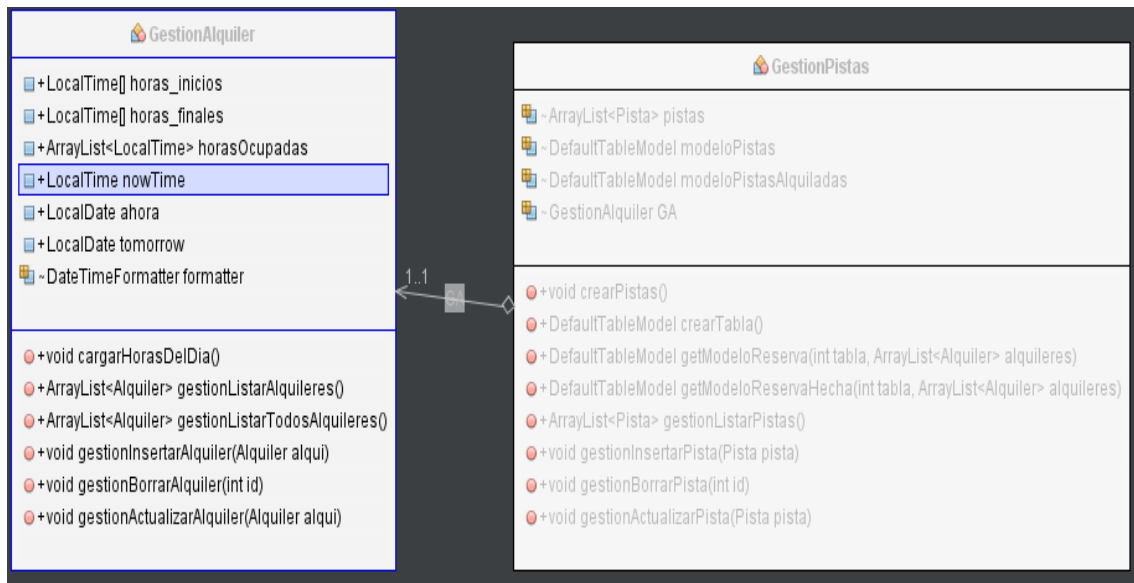 GestionAlquiler
+LocalTime[] horas_inicios
+LocalTime[] horas_finales
+ArrayList<LocalTime> horasOcupadas
+LocalTime nowTime
+LocalDate ahora
+LocalDate tomorrow
~DateTimeFormatter formatter
+void cargarHorasDelDia()
+ArrayList<Alquiler> gestionListarAlquileres()
+ArrayList<Alquiler> gestionListarTodosAlquileres()
+void gestionInsertarAlquiler(Alquiler alqui)
+void gestionBorrarAlquiler(int id)
+void gestionActualizarAlquiler(Alquiler alqui)
1..1
GA
GestionPistas
~ArrayList<Pista> pistas
~DefaultTableModel modeloPistas
~DefaultTableModel modeloPistasAlquiladas
~GestionAlquiler GA
+void crearPistas()
+DefaultTableModel crearTabla()
+DefaultTableModel getModeloReserva(int tabla, ArrayList<Alquiler> alquileres)
+DefaultTableModel getModeloReservaHecha(int tabla, ArrayList<Alquiler> alquileres)
+ArrayList<Pista> gestionListarPistas()
+void gestionInsertarPista(Pista pista)
+void gestionBorrarPista(int id)
+void gestionActualizarPista(Pista pista)